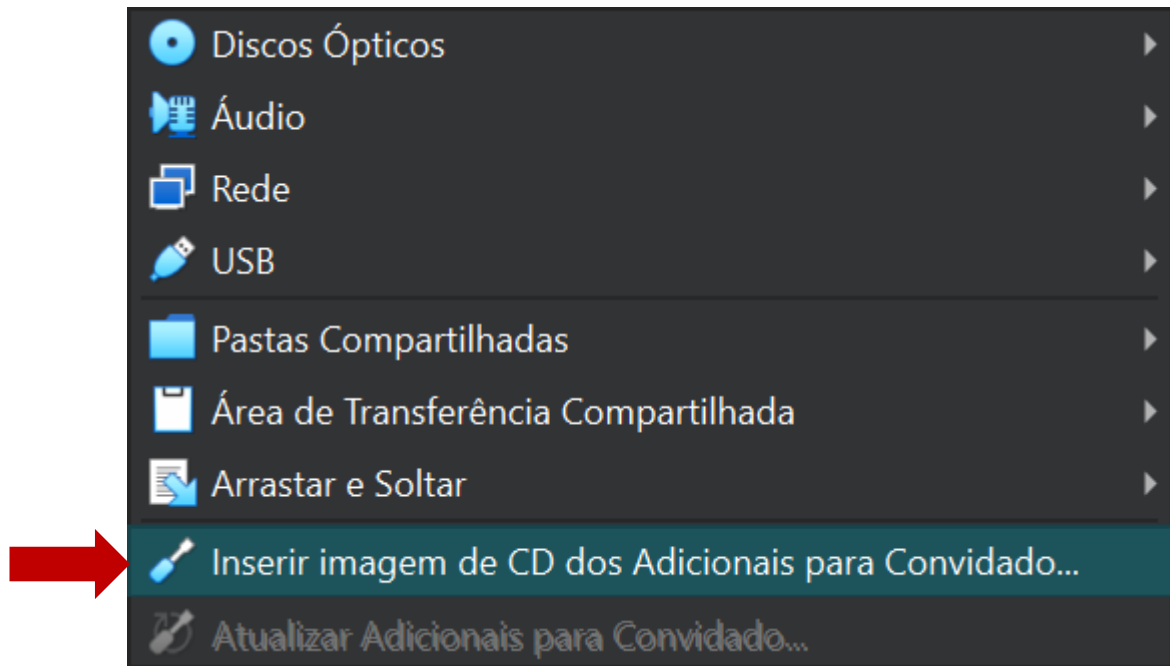 Discos Ópticos
Áudio
Rede
USB
Pastas Compartilhadas
Área de Transferência Compartilhada
Arrastar e Soltar
Inserir imagem de CD dos Adicionais para Convidado...
Atualizar Adicionais para Convidado...